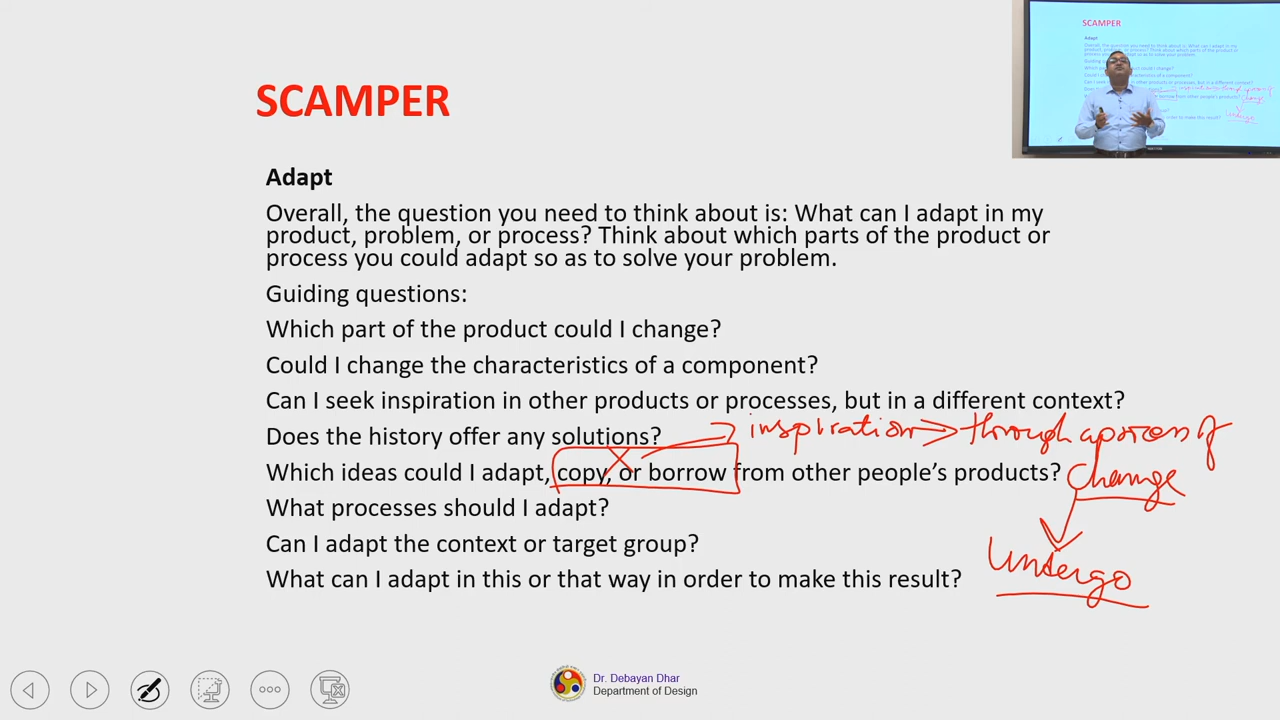 SCAMPER
Adapt
Overall, the question you need to think about is: What can I adapt in my
product, problem, or process? Think about which parts of the product or
process you could adapt so as to solve your problem.
Guiding questions:
Which part of the product could I change?
Could I change the characteristics of a component?
Can I seek inspiration in other products or processes, but in a different context?
Does the history offer any solutions?
inspiration through a process of
Which ideas could I adapt, copy, or borrow from other people's products?
Change
What processes should I adapt?
Can I adapt the context or target group?
Undergo
What can I adapt in this or that way in order to make this result?
Dr. Debayan Dhar
Department of Design
SCAMPER
Adapt